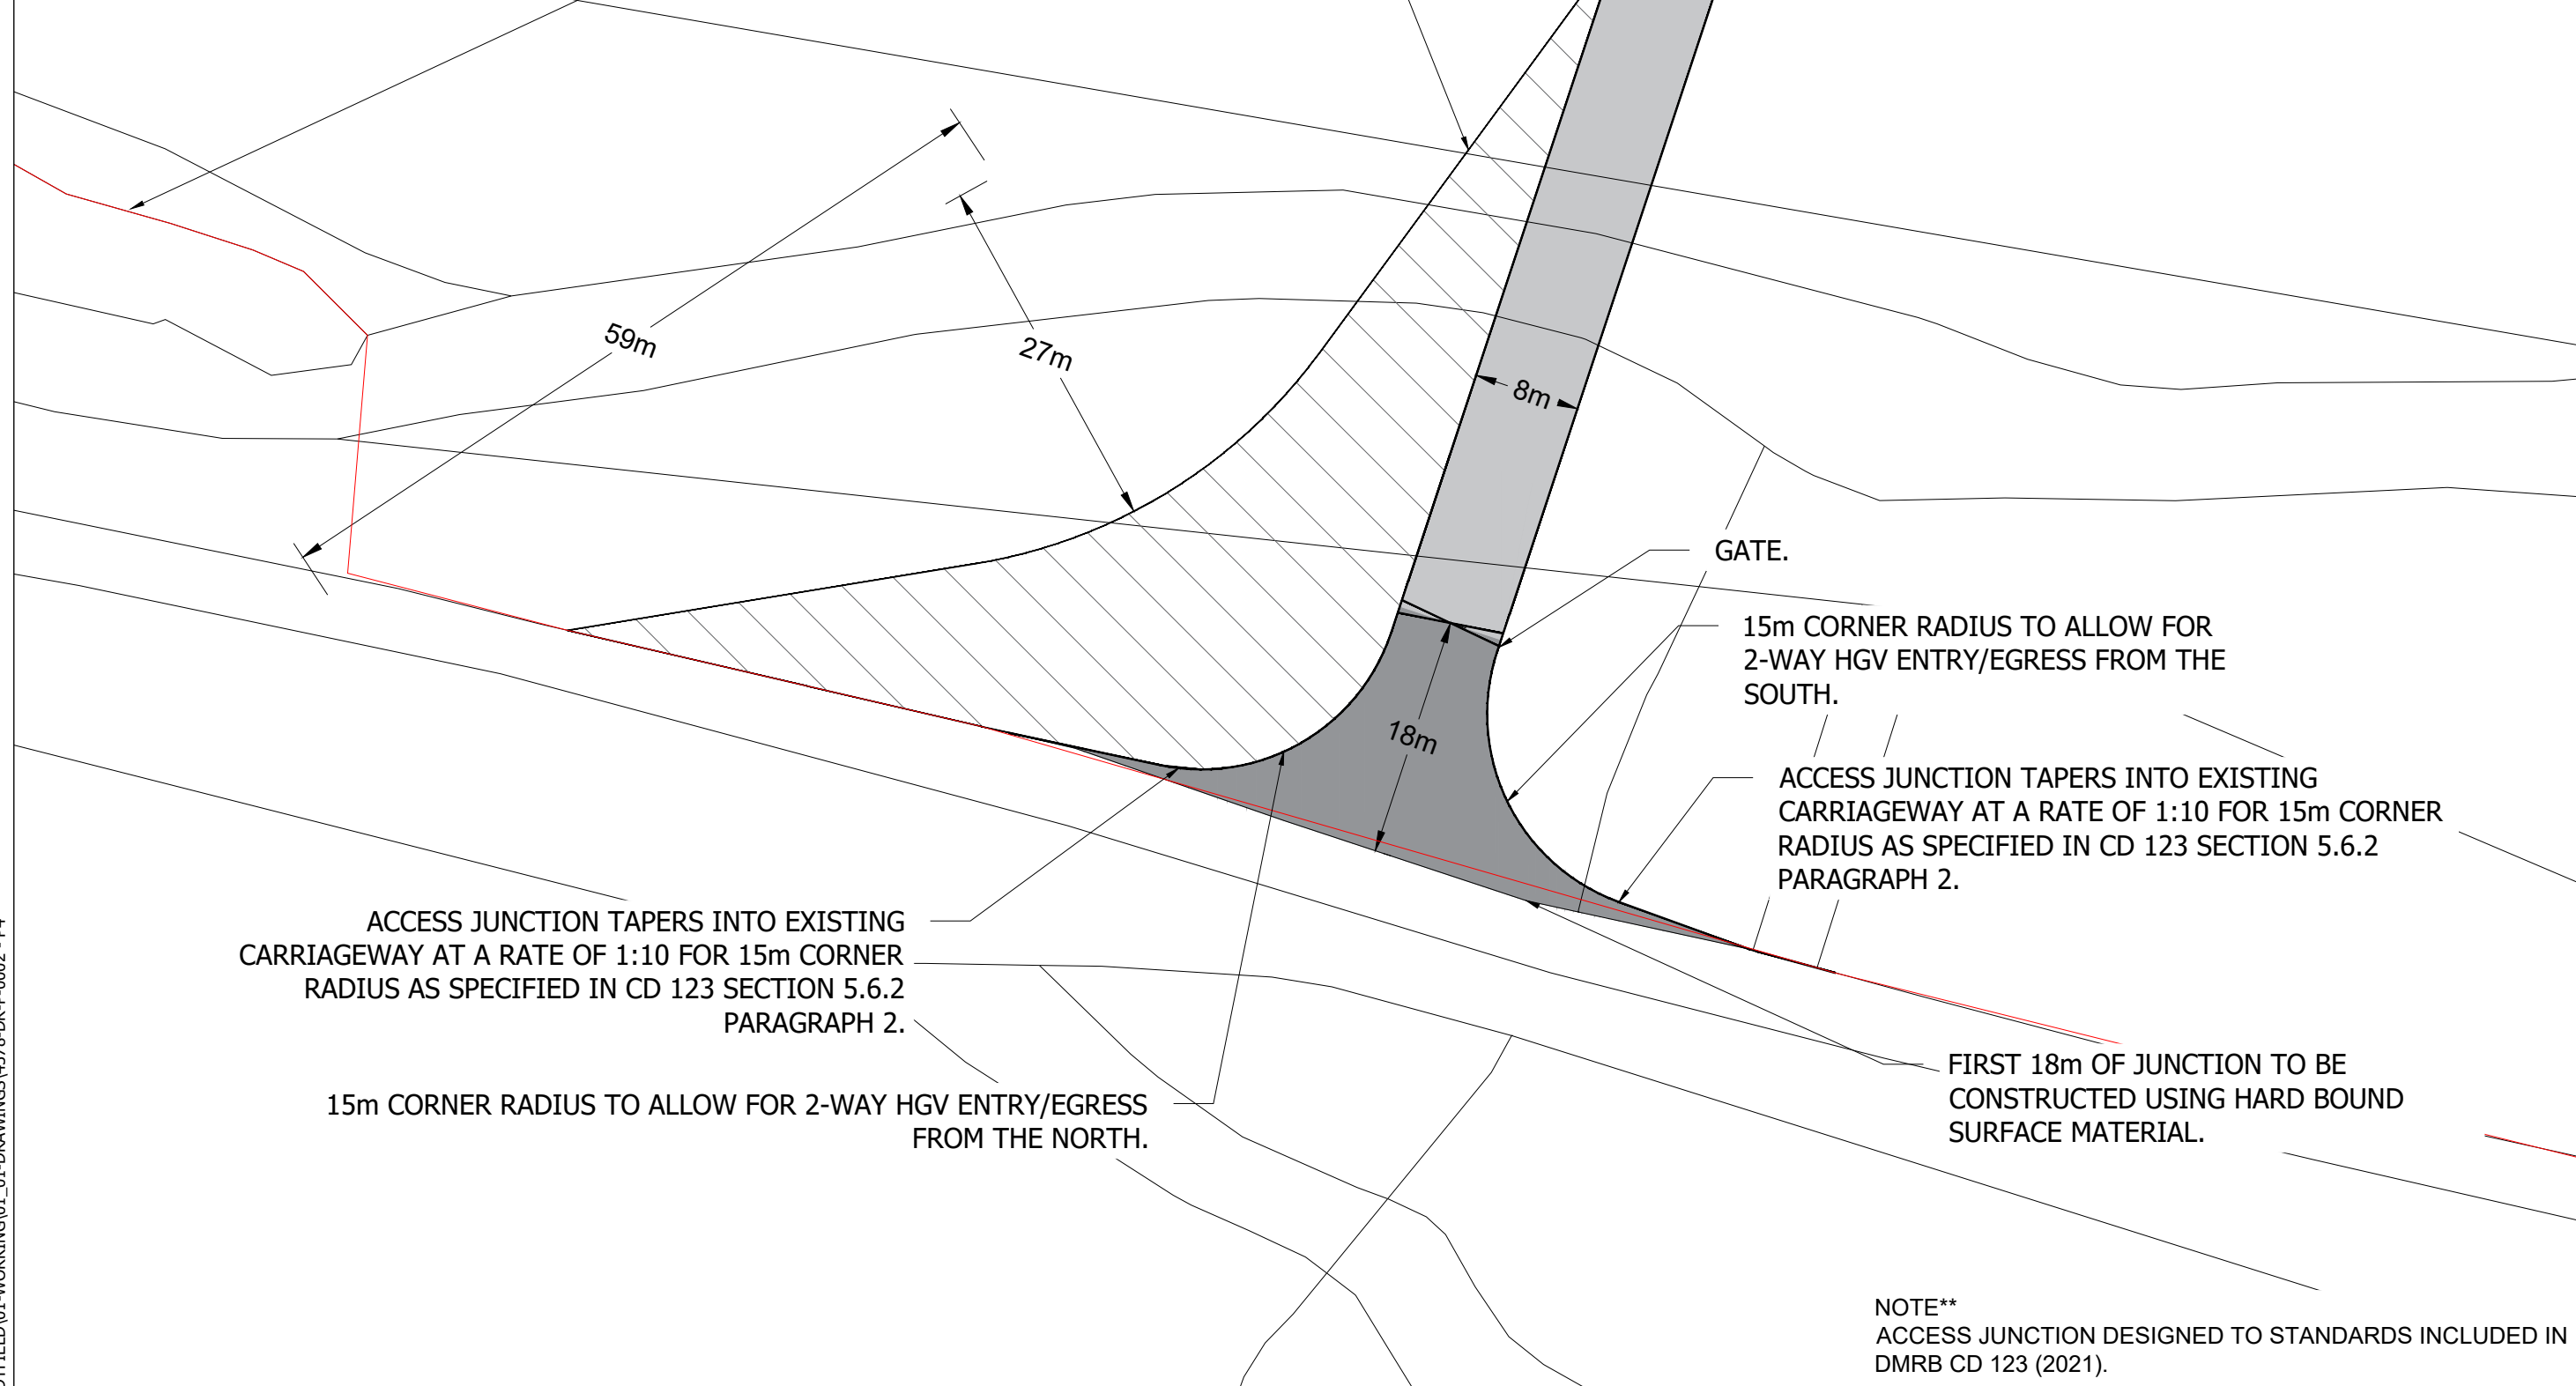 59m
27m
8m
GATE.
15m CORNER RADIUS TO ALLOW FOR
2-WAY HGV ENTRY/EGRESS FROM THE
SOUTH.
18m
ACCESS JUNCTION TAPERS INTO EXISTING
CARRIAGEWAY AT A RATE OF 1:10 FOR 15m CORNER
RADIUS AS SPECIFIED IN CD 123 SECTION 5.6.2
PARAGRAPH 2.
ACCESS JUNCTION TAPERS INTO EXISTING
CARRIAGEWAY AT A RATE OF 1:10 FOR 15m CORNER
RADIUS AS SPECIFIED IN CD 123 SECTION 5.6.2
PARAGRAPH 2.
15m CORNER RADIUS TO ALLOW FOR 2-WAY HGV ENTRY/EGRESS
FROM THE NORTH.
FIRST 18m OF JUNCTION TO BE
CONSTRUCTED USING HARD BOUND
SURFACE MATERIAL.
NOTE**
ACCESS JUNCTION DESIGNED TO STANDARDS INCLUDED IN
DMRB CD 123 (2021).